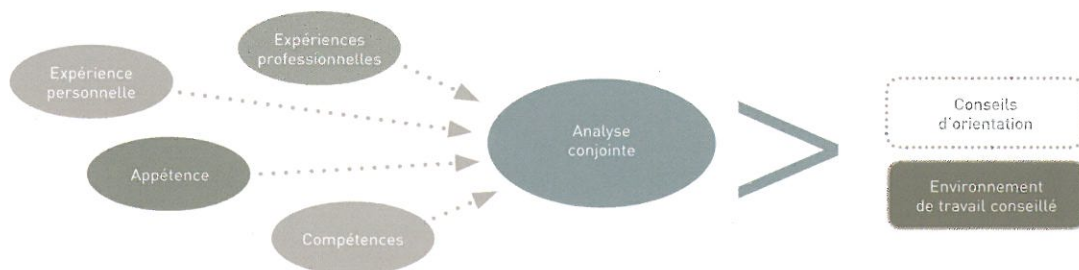 Expériences
professionnelles
Expérience
personnelle
Appétence
Compétences
Analyse
conjointe
Conseils
d'orientation
Environnement
de travail conseillé